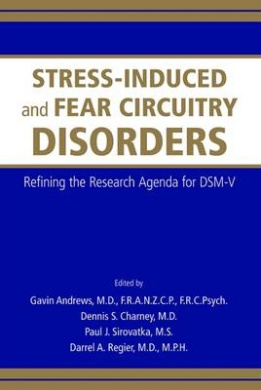 STRESS-INDUCED
and FEAR CIRCUITRY
DISORDERS
Refining the Research Agenda for DSM-V
Edited by
Gavin Andrews, M.D., F.R.A.N.Z.C.P., F.R.C.Psych.
Dennis S. Charney, M.D.
Paul J. Sirovatka, M.S.
Darrel A. Regier, M.D., M.P.H.